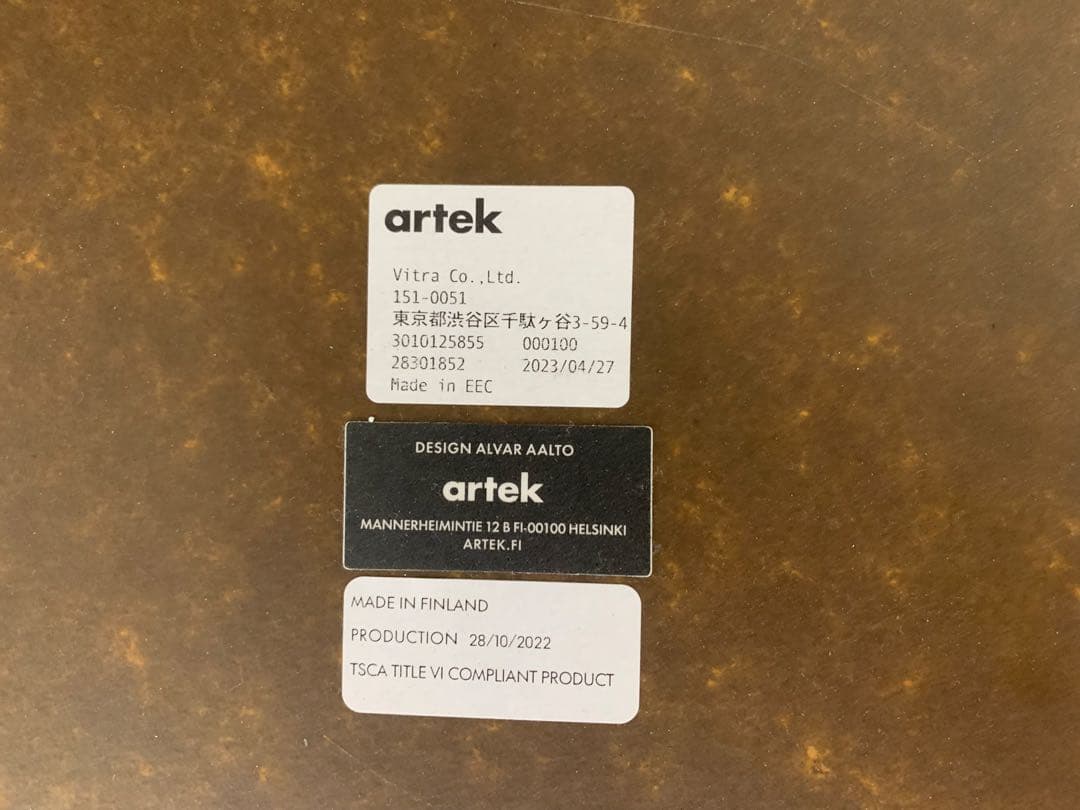 artek
Vitra Co.,Ltd.
151-0051
東京都渋谷区千駄ヶ谷3-59-4
3010125855 000100
28301852 2023/04/27
Made in EEC
DESIGN ALVAR AALTO
artek
MANNERHEIMINTIE 12 B FI-00100 HELSINKI
ARTEK.FI
MADE IN FINLAND
PRODUCTION 28/10/2022
TSCA TITLE VI COMPLIANT PRODUCT